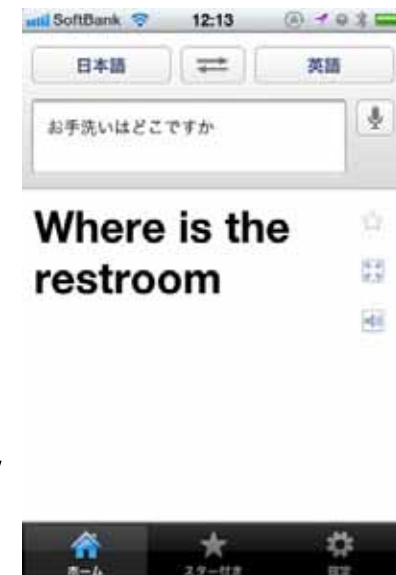 SoftBank 12:13
日本語 英語
お手洗いはどこですか
Where is the
restroom
ホーム スター付き 設定